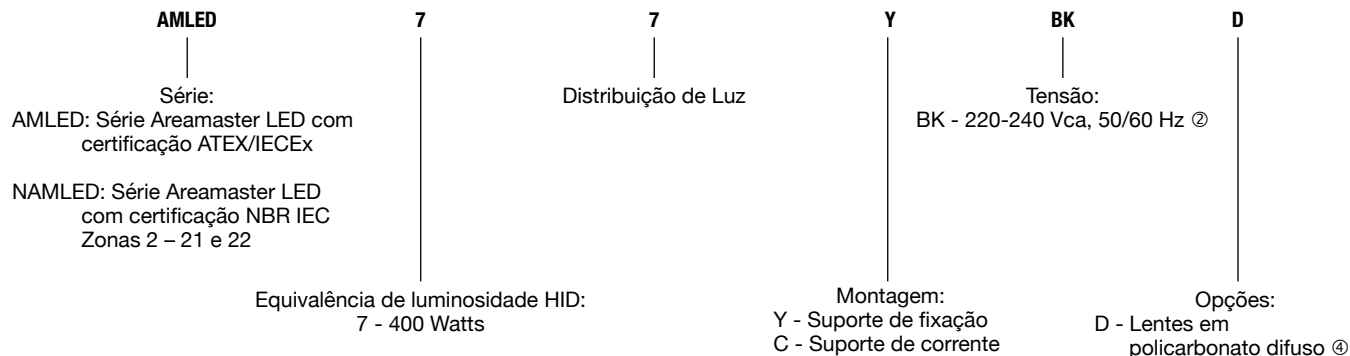 AMLED 7 7 Y BK D
Série:
AMLED: Série Areamaster LED com
certificação ATEX/IECEx
NAMLED: Série Areamaster LED
com certificação NBR IEC
Zonas 2 – 21 e 22
Equivalência de luminosidade HID:
7 - 400 Watts
Distribuição de Luz
Montagem:
Y - Suporte de fixação
C - Suporte de corrente
Tensão:
BK - 220-240 Vca, 50/60 Hz ②
Opções:
D - Lentes em
policarbonato difuso ④